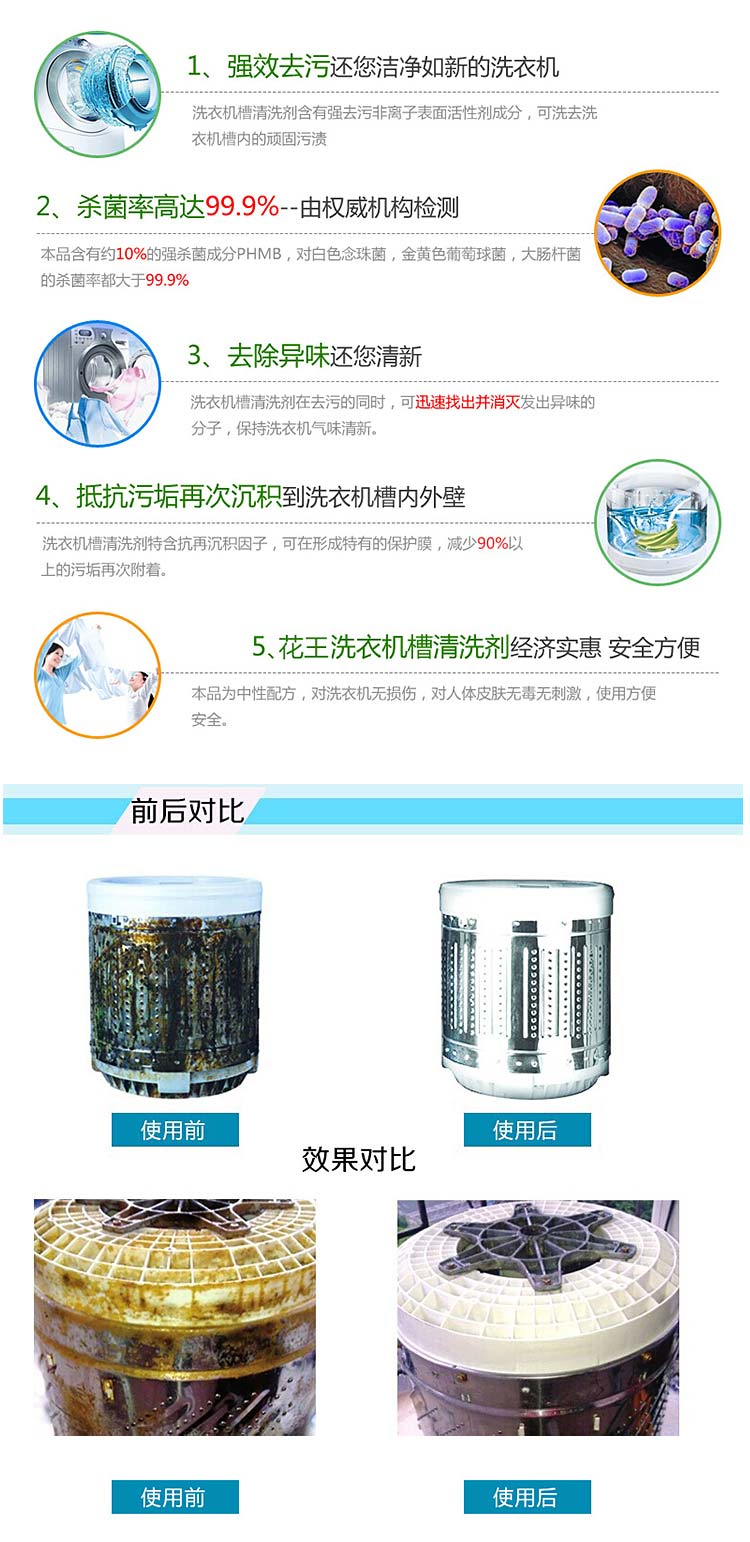 1、强效去污还您洁净如新的洗衣机
洗衣机槽清洗剂含有强去污非离子表面活性剂成分，可洗去洗
衣机槽内的顽固污渍
2、杀菌率高达99.9%--由权威机构检测
本品含有约10%的强杀菌成分PHMB，对白色念珠菌，金黄色葡萄球菌，大肠杆菌
的杀菌率都大于99.9%
3、去除异味还您清新
洗衣机槽清洗剂在去污的同时，可迅速找出并消灭发出异味的
分子，保持洗衣机气味清新。
4、抵抗污垢再次沉积到洗衣机槽内外壁
洗衣机槽清洗剂特含抗再沉积因子，可在形成特有的保护膜，减少90%以
上的污垢再次附着。
5、花王洗衣机槽清洗剂经济实惠 安全方便
本品为中性配方，对洗衣机无损伤，对人体皮肤无毒无刺激，使用方便
安全。
前后对比
使用前
使用后
效果对比
使用前
使用后